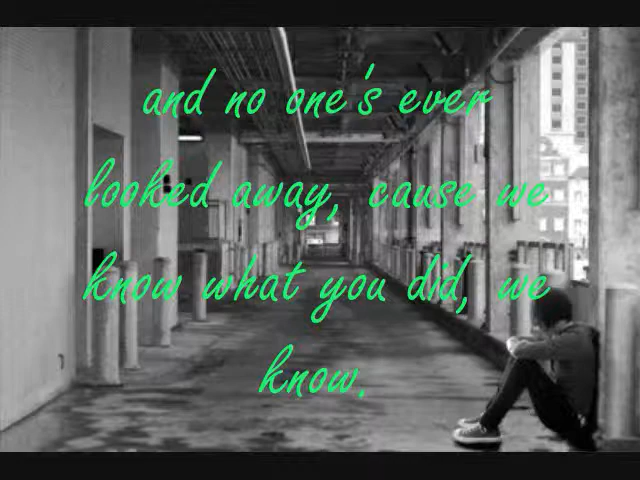 and no one's ever
looked away, cause we
know what you did, we
know.